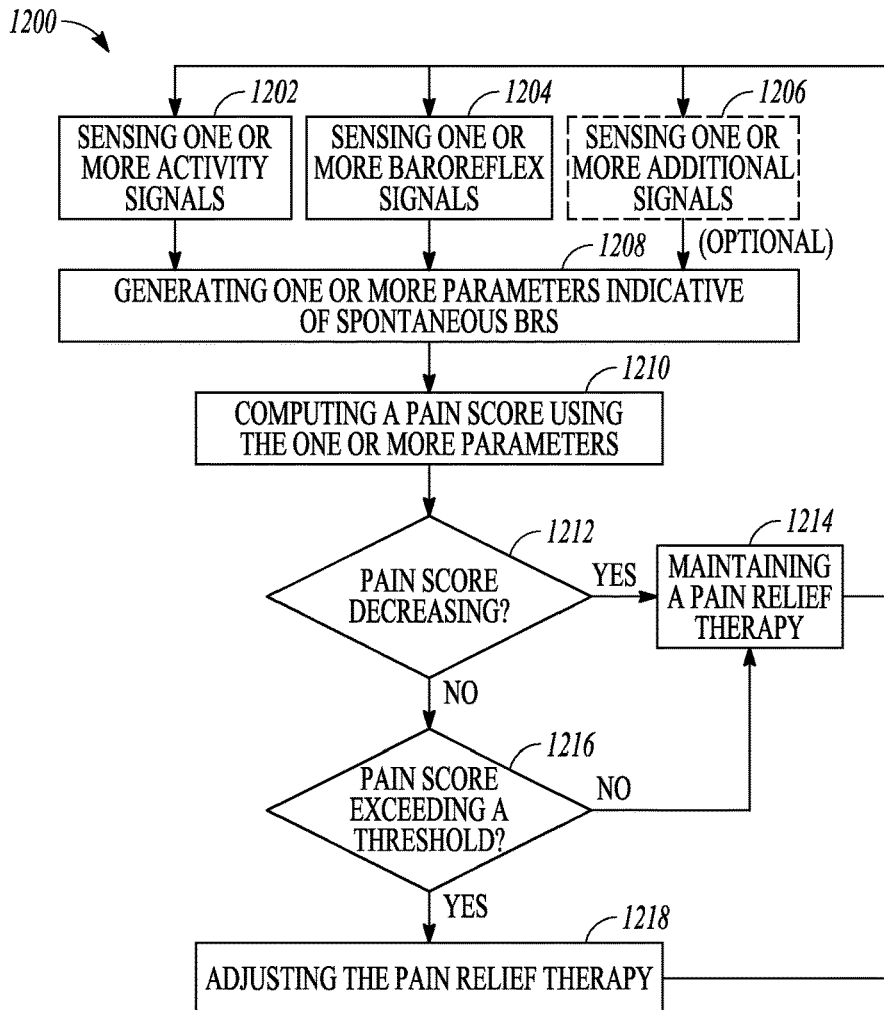 1200
1202
1204
1206
SENSING ONE OR
MORE ACTIVITY
SIGNALS
SENSING ONE OR
MORE BAROREFLEX
SIGNALS
SENSING ONE OR
MORE ADDITIONAL
SIGNALS
(OPTIONAL)
1208
GENERATING ONE OR MORE PARAMETERS INDICATIVE
OF SPONTANEOUS BRS
1210
COMPUTING A PAIN SCORE USING
THE ONE OR MORE PARAMETERS
1212
PAIN SCORE
DECREASING?
YES
1214
MAINTAINING
A PAIN RELIEF
THERAPY
NO
1216
PAIN SCORE
EXCEEDING A
THRESHOLD?
NO
YES
1218
ADJUSTING THE PAIN RELIEF THERAPY